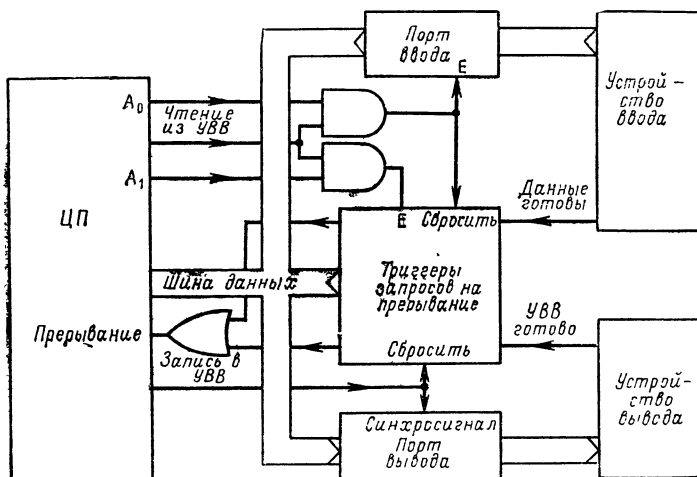 Порт
ввода
E
Устрой-
ство
ввода
A₀
Чтение
из УВВ
A₁
ЦП
Данные
готовы
E Сбросить
Шина данных
Триггеры
запросов на
прерывание
Прерывание
УВВ
готово
Запись в
УВВ
Сбросить
Устрой-
ство
вывода
Синхросигнал
Порт
вывода